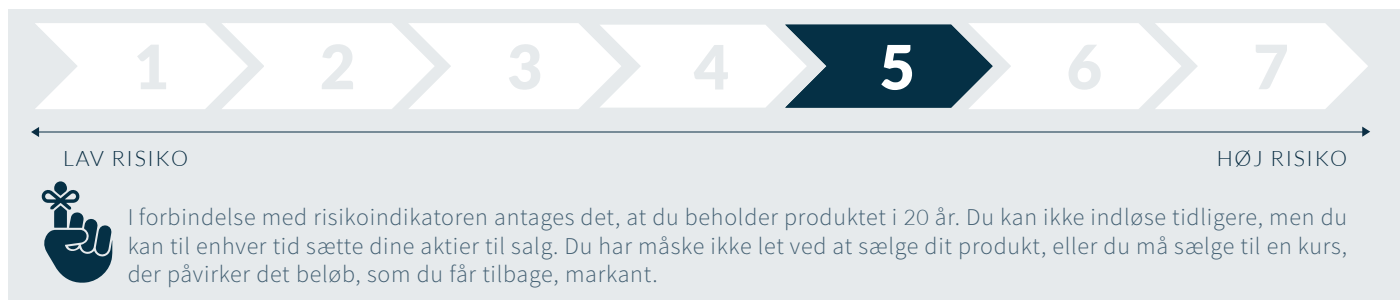 1 2 3 4 5 6 7
LAV RISIKO HØJ RISIKO
I forbindelse med risikoindikatoren antages det, at du beholder produktet i 20 år. Du kan ikke indløse tidligere, men du
kan til enhver tid sætte dine aktier til salg. Du har måske ikke let ved at sælge dit produkt, eller du må sælge til en kurs,
der påvirker det beløb, som du får tilbage, markant.